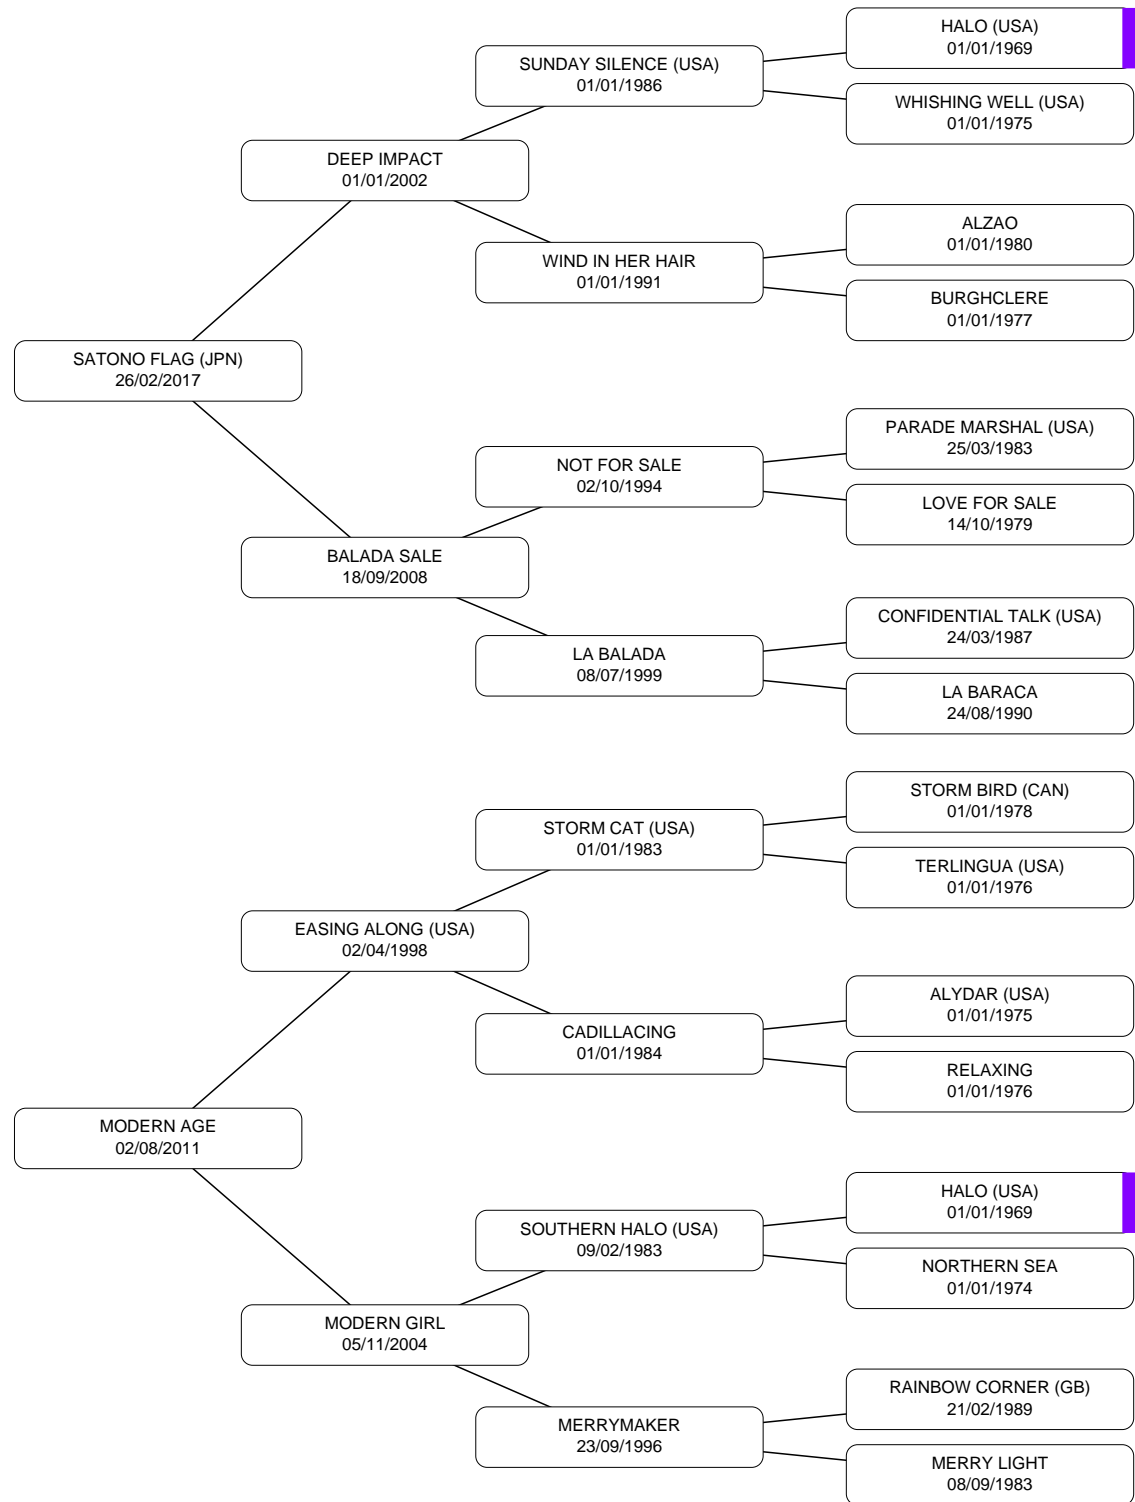 HALO (USA)
01/01/1969
SUNDAY SILENCE (USA)
01/01/1986
WHISHING WELL (USA)
01/01/1975
DEEP IMPACT
01/01/2002
ALZAO
01/01/1980
WIND IN HER HAIR
01/01/1991
BURGHCLERE
01/01/1977
SATONO FLAG (JPN)
26/02/2017
PARADE MARSHAL (USA)
25/03/1983
NOT FOR SALE
02/10/1994
LOVE FOR SALE
14/10/1979
BALADA SALE
18/09/2008
CONFIDENTIAL TALK (USA)
24/03/1987
LA BALADA
08/07/1999
LA BARACA
24/08/1990
STORM BIRD (CAN)
01/01/1978
STORM CAT (USA)
01/01/1983
TERLINGUA (USA)
01/01/1976
EASING ALONG (USA)
02/04/1998
ALYDAR (USA)
01/01/1975
CADILLACING
01/01/1984
RELAXING
01/01/1976
MODERN AGE
02/08/2011
HALO (USA)
01/01/1969
SOUTHERN HALO (USA)
09/02/1983
NORTHERN SEA
01/01/1974
MODERN GIRL
05/11/2004
RAINBOW CORNER (GB)
21/02/1989
MERRYMAKER
23/09/1996
MERRY LIGHT
08/09/1983